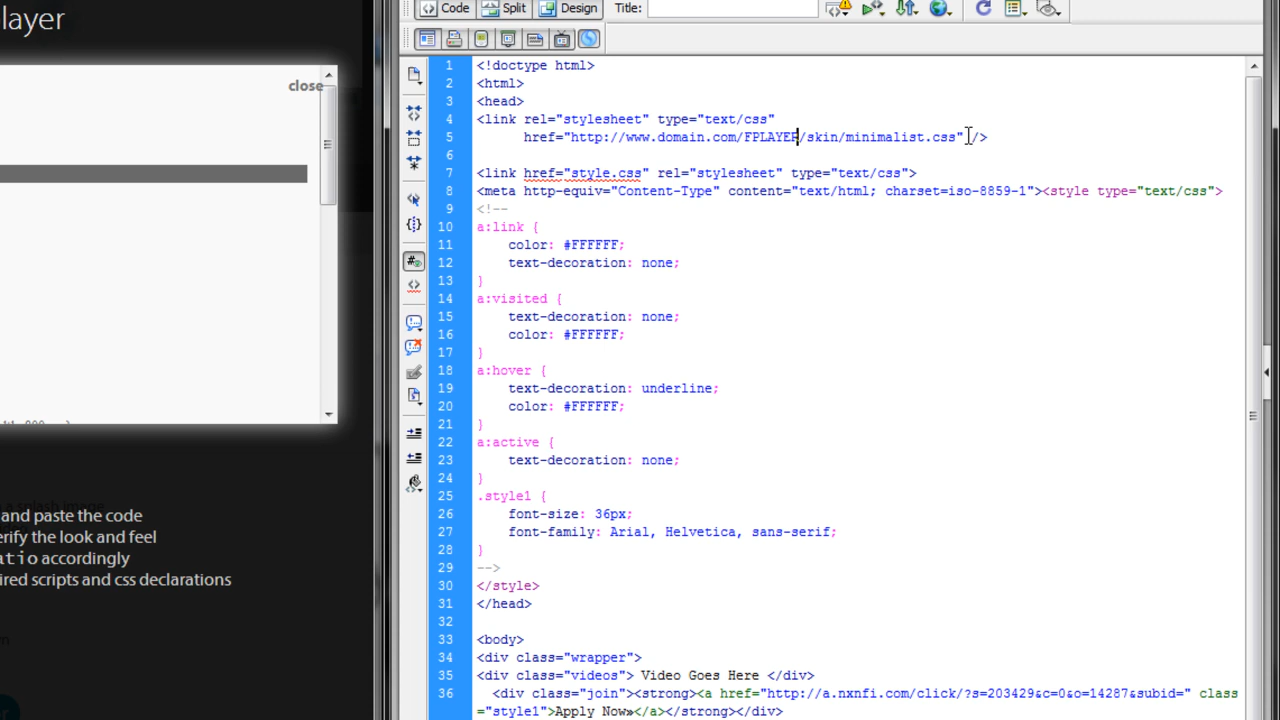 layer
close
and paste the code
erify the look and feel
atio accordingly
ired scripts and css declarations
Code Split Design Title:
1 <!doctype html>
2 <html>
3 <head>
4 <link rel="stylesheet" type="text/css"
5 href="http://www.domain.com/FPLAYER/skin/minimalist.css" />
6
7 <link href="style.css" rel="stylesheet" type="text/css">
8 <meta http-equiv="Content-Type" content="text/html; charset=iso-8859-1"><style type="text/css">
9 <!--
10 a:link {
11 color: #FFFFFF;
12 text-decoration: none;
13 }
14 a:visited {
15 text-decoration: none;
16 color: #FFFFFF;
17 }
18 a:hover {
19 text-decoration: underline;
20 color: #FFFFFF;
21 }
22 a:active {
23 text-decoration: none;
24 }
25 .style1 {
26 font-size: 36px;
27 font-family: Arial, Helvetica, sans-serif;
28 }
29 -->
30 </style>
31 </head>
32
33 <body>
34 <div class="wrapper">
35 <div class="videos"> Video Goes Here </div>
36 <div class="join"><strong><a href="http://a.nxnfi.com/click/?s=203429&c=0&o=14287&subid=" class
="style1">Apply Now»</a></strong></div>